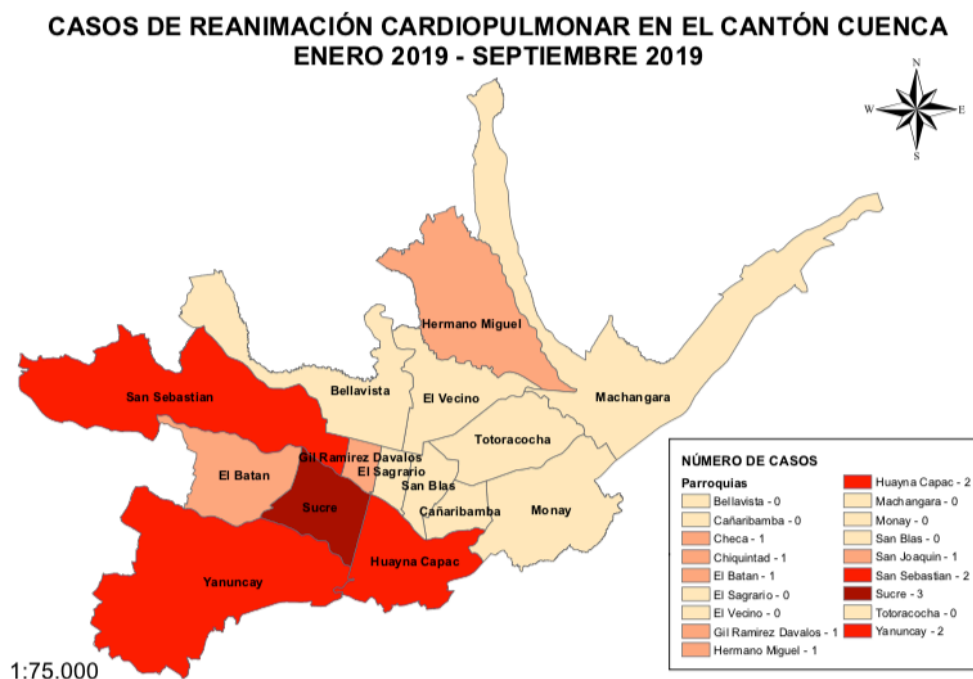 CASOS DE REANIMACIÓN CARDIOPULMONAR EN EL CANTÓN CUENCA
ENERO 2019 - SEPTIEMBRE 2019
N
W
E
S
Hermano Miguel
San Sebastian
Bellavista
El Vecino
Machangara
Totoracocha
Gil Ramirez Davalos
El Sagrario
El Batan
San Blas
Sucre
Cañaribamba
Monay
Huayna Capac
Yanuncay
NÚMERO DE CASOS
Parroquias
Bellavista - 0
Cañaribamba - 0
Checa - 1
Chiquintad - 1
El Batan - 1
El Sagrario - 0
El Vecino - 0
Gil Ramirez Davalos - 1
Hermano Miguel - 1
Huayna Capac - 2
Machangara - 0
Monay - 0
San Blas - 0
San Joaquin - 1
San Sebastian - 2
Sucre - 3
Totoracocha - 0
Yanuncay - 2
1:75.000